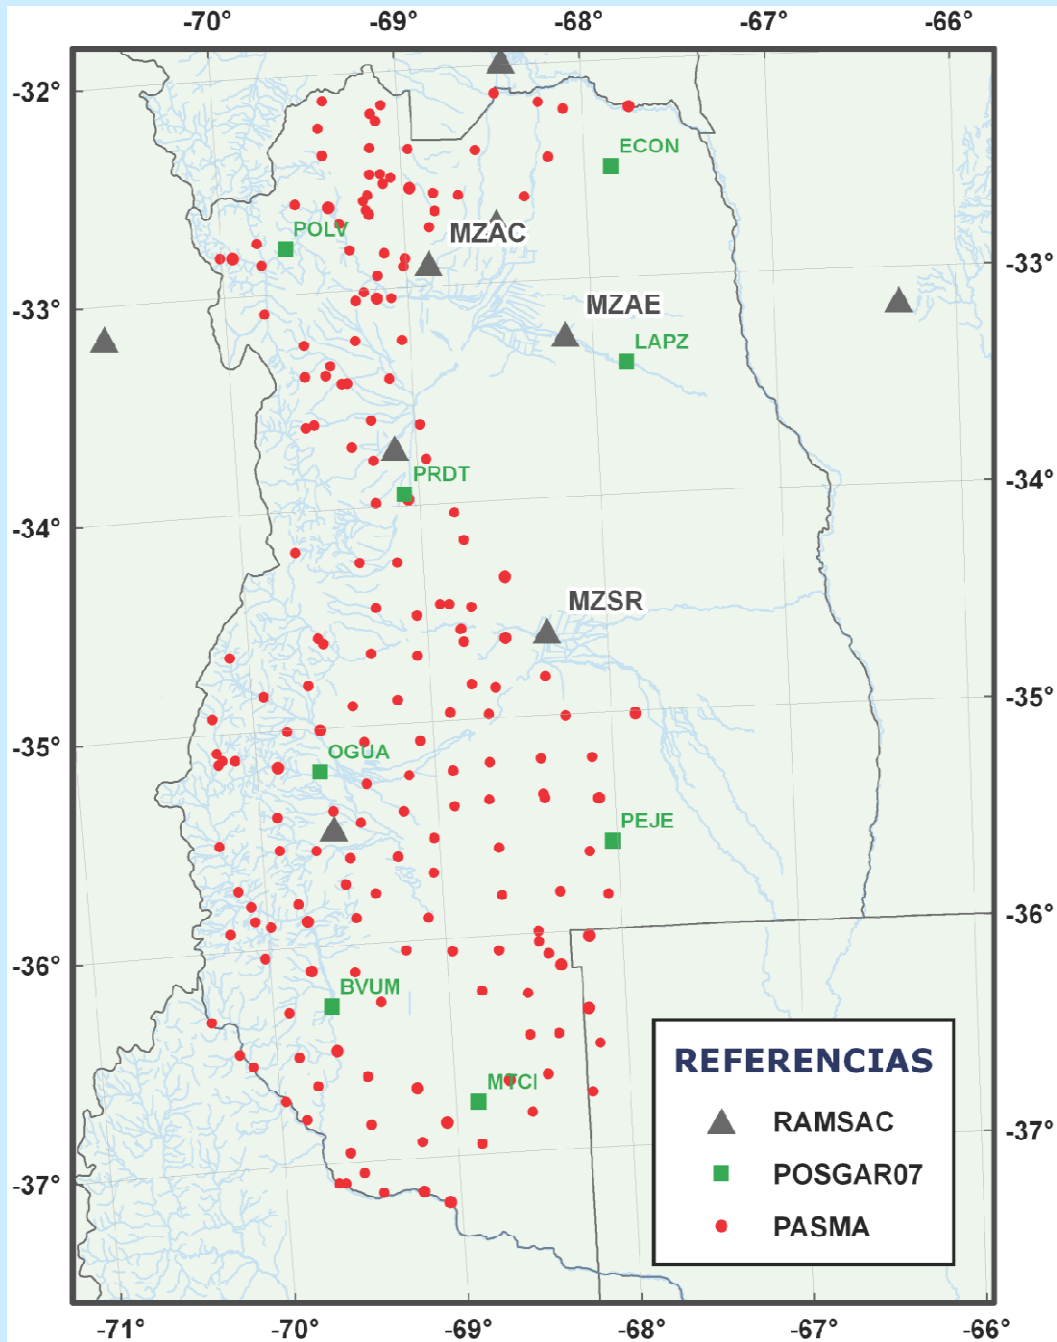 -70° -69° -68° -67° -66°
-32°
ECON
POLV
MZAC
-33°
-33°
MZAE
LAPZ
PRDT
-34°
-34°
MZSR
-35°
-35°
OGUA
PEJE
-36°
-36°
BVUM
MTCI
REFERENCIAS
RAMSAC
POSGAR07
PASMA
-37°
-37°
-71° -70° -69° -68° -67° -66°